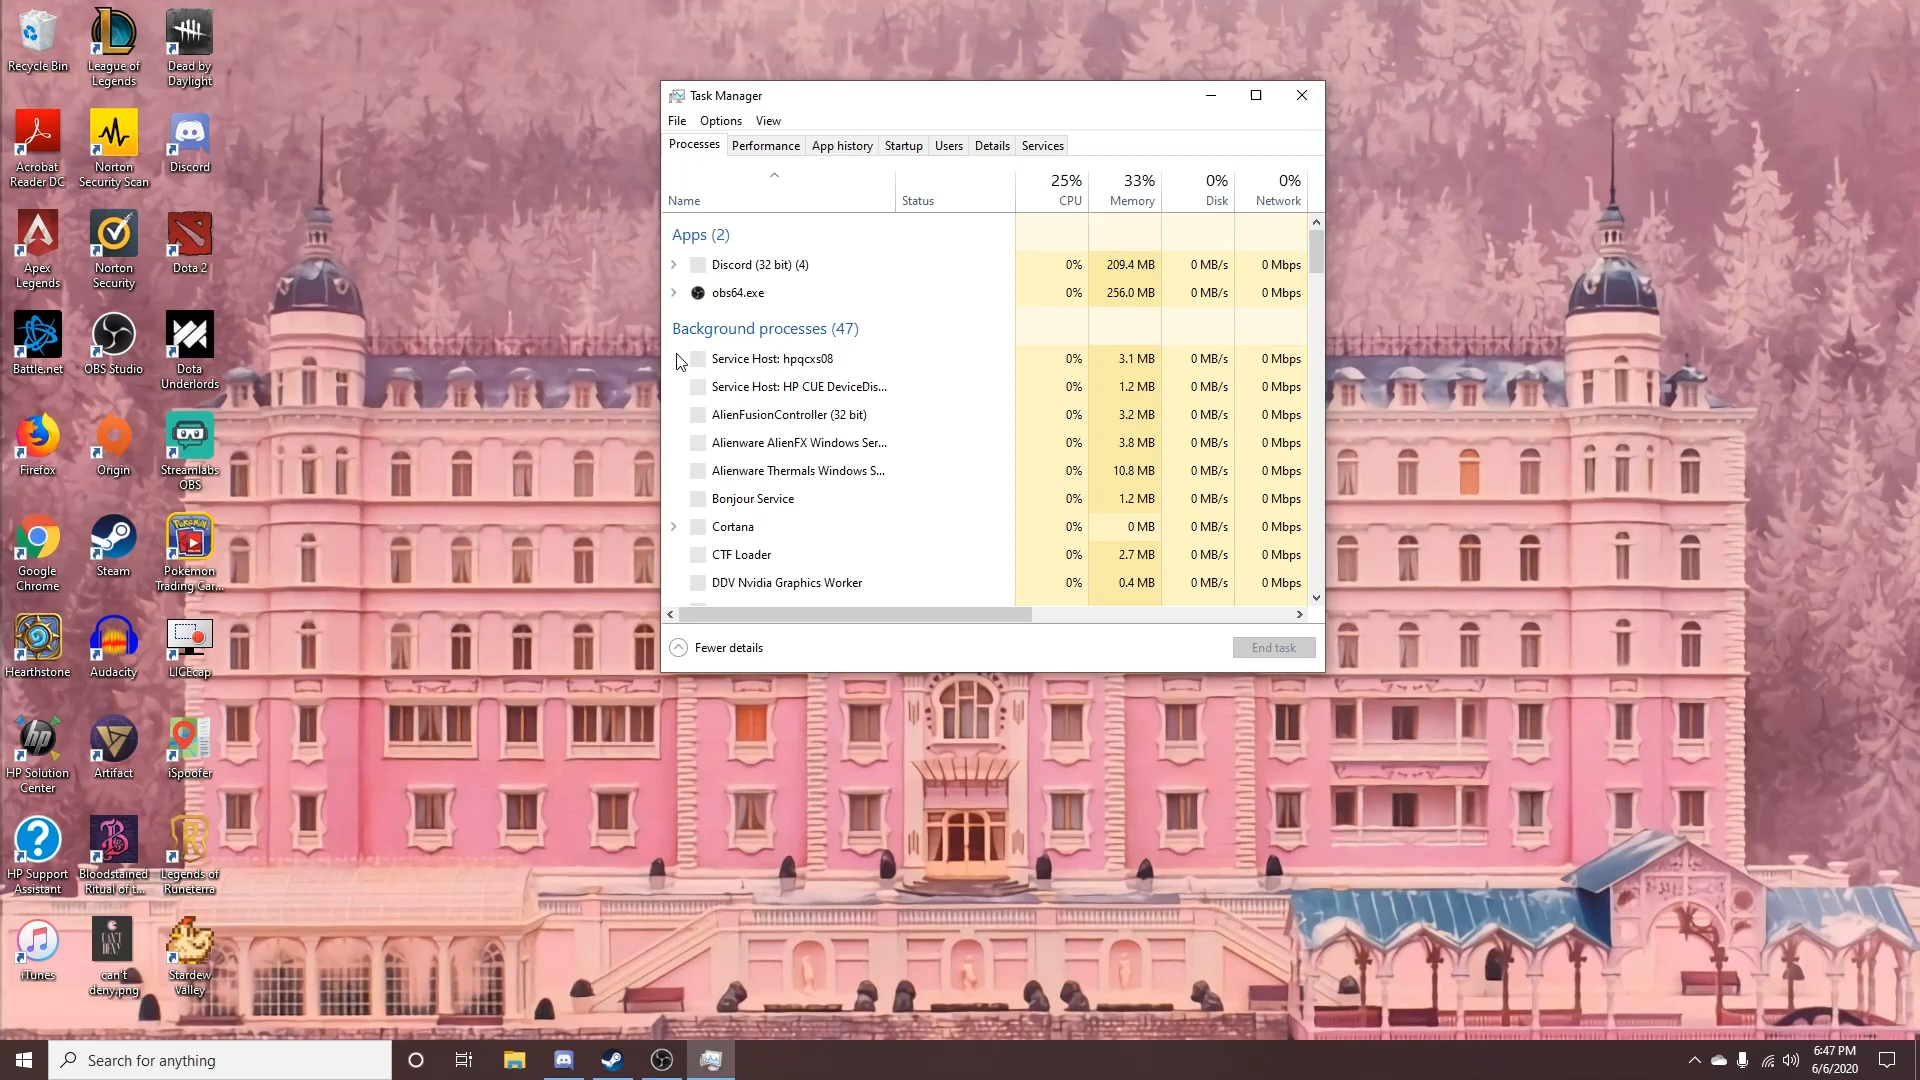 Recycle Bin
League of
Legends
Dead by
Daylight
Acrobat
Reader DC
Norton
Security Scan
Discord
Apex
Legends
Norton
Security
Dota 2
Battle.net
OBS Studio
Dota
Underlords
Firefox
Origin
Streamlabs
OBS
Google
Chrome
Steam
Pokémon
Trading Car...
Hearthstone
Audacity
LICEcap
HP Solution
Center
Artifact
iSpoofer
HP Support
Assistant
Bloodstained
Ritual of t...
Legends of
Runeterra
iTunes
can't
deny.png
Stardew
Valley
Task Manager
File Options View
Processes Performance App history Startup Users Details Services
25% 33% 0% 0%
Name Status CPU Memory Disk Network
Apps (2)
Discord (32 bit) (4) 0% 209.4 MB 0 MB/s 0 Mbps
obs64.exe 0% 256.0 MB 0 MB/s 0 Mbps
Background processes (47)
Service Host: hpqcxs08 0% 3.1 MB 0 MB/s 0 Mbps
Service Host: HP CUE DeviceDis... 0% 1.2 MB 0 MB/s 0 Mbps
AlienFusionController (32 bit) 0% 3.2 MB 0 MB/s 0 Mbps
Alienware AlienFX Windows Ser... 0% 3.8 MB 0 MB/s 0 Mbps
Alienware Thermals Windows S... 0% 10.8 MB 0 MB/s 0 Mbps
Bonjour Service 0% 1.2 MB 0 MB/s 0 Mbps
Cortana 0% 0 MB 0 MB/s 0 Mbps
CTF Loader 0% 2.7 MB 0 MB/s 0 Mbps
DDV Nvidia Graphics Worker 0% 0.4 MB 0 MB/s 0 Mbps
Fewer details
End task
Search for anything
6:47 PM
6/6/2020